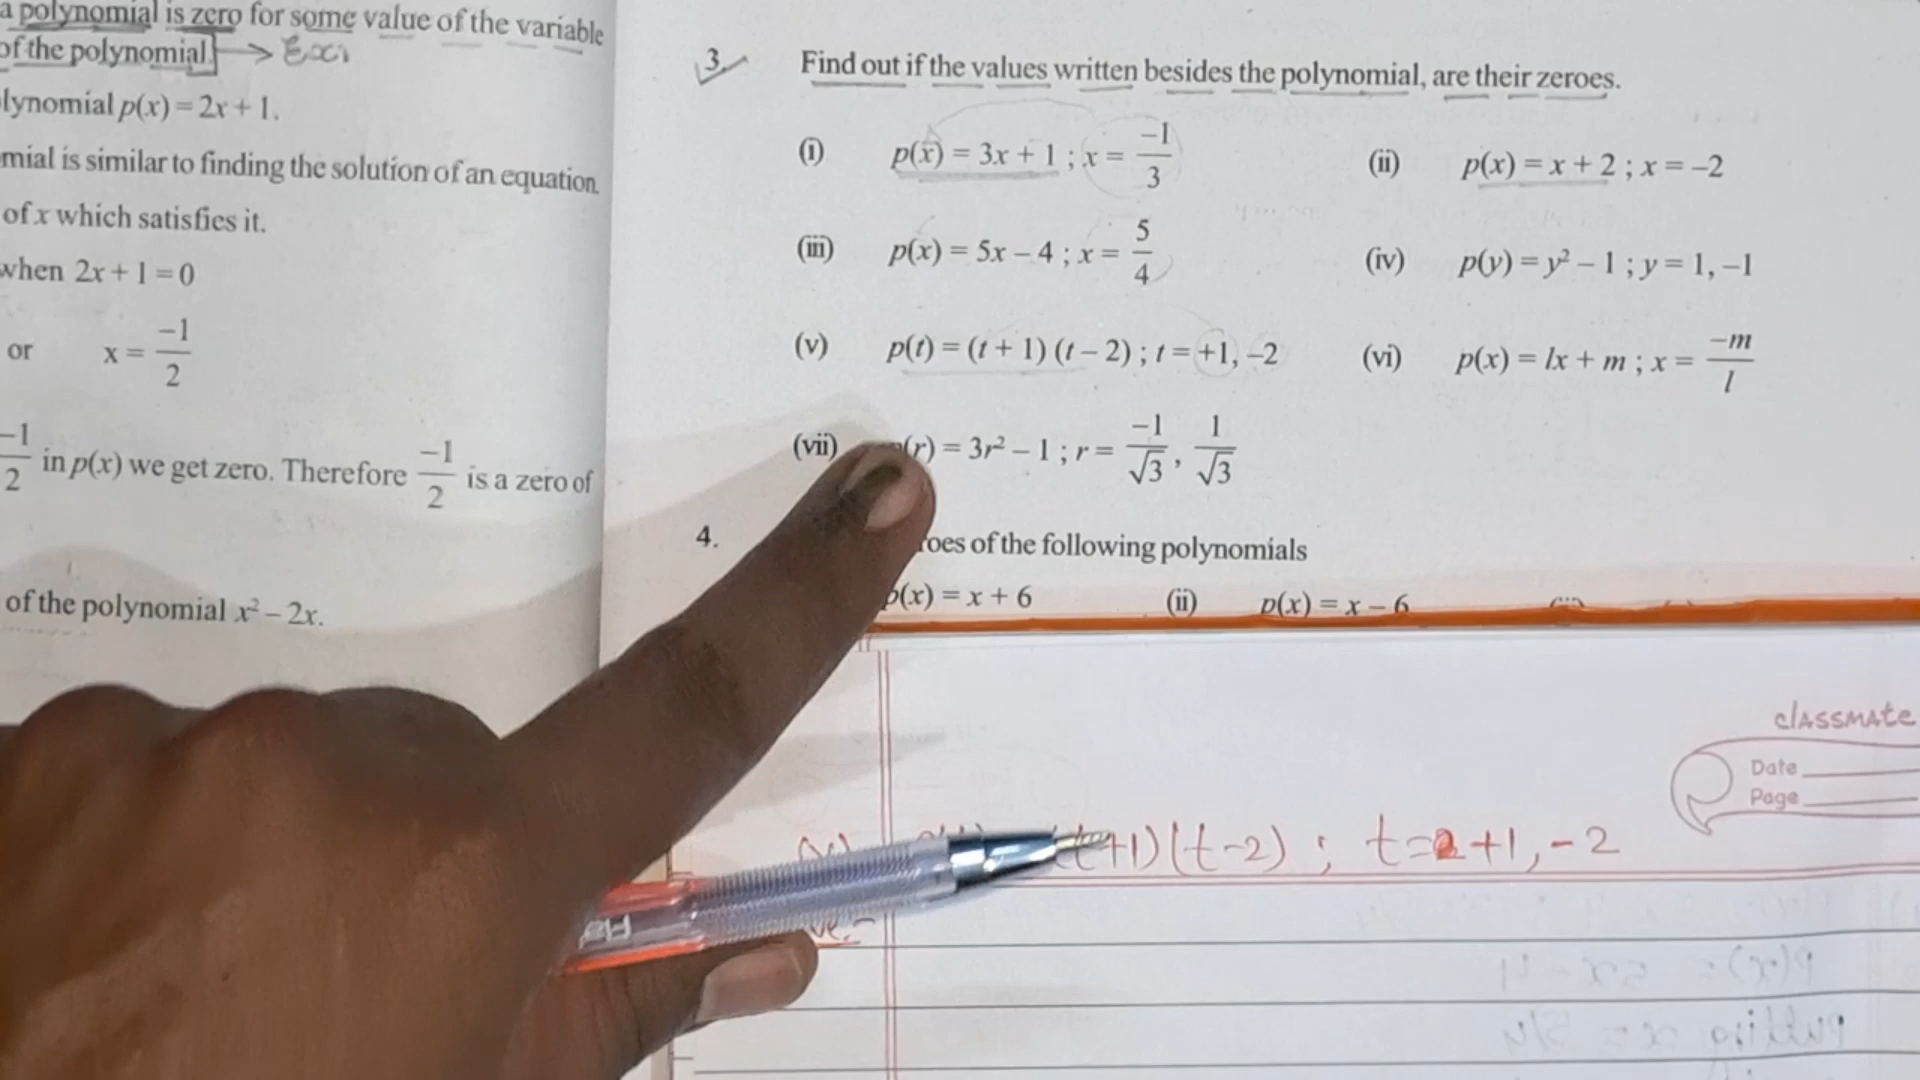 a polynomial is zero for some value of the variable
of the polynomial → Exi
lynomial p(x) = 2x + 1.
mial is similar to finding the solution of an equation.
of x which satisfies it.
when 2x + 1 = 0
or x = -1/2
-1/2 in p(x) we get zero. Therefore -1/2 is a zero of
of the polynomial x² – 2x.
3. Find out if the values written besides the polynomial, are their zeroes.
(i) p(x) = 3x + 1 ; x = -1/3 (ii) p(x) = x + 2 ; x = –2
(iii) p(x) = 5x – 4 ; x = 5/4 (iv) p(y) = y² – 1 ; y = 1, –1
(v) p(t) = (t + 1) (t – 2) ; t = +1, –2 (vi) p(x) = lx + m ; x = -m/l
(vii) (r) = 3r² – 1 ; r = -1/√3 , 1/√3
4. roes of the following polynomials
p(x) = x + 6 (ii) p(x) = x – 6
classmate
Date
Page
(v) (t+1)(t-2) ; t= +1, -2